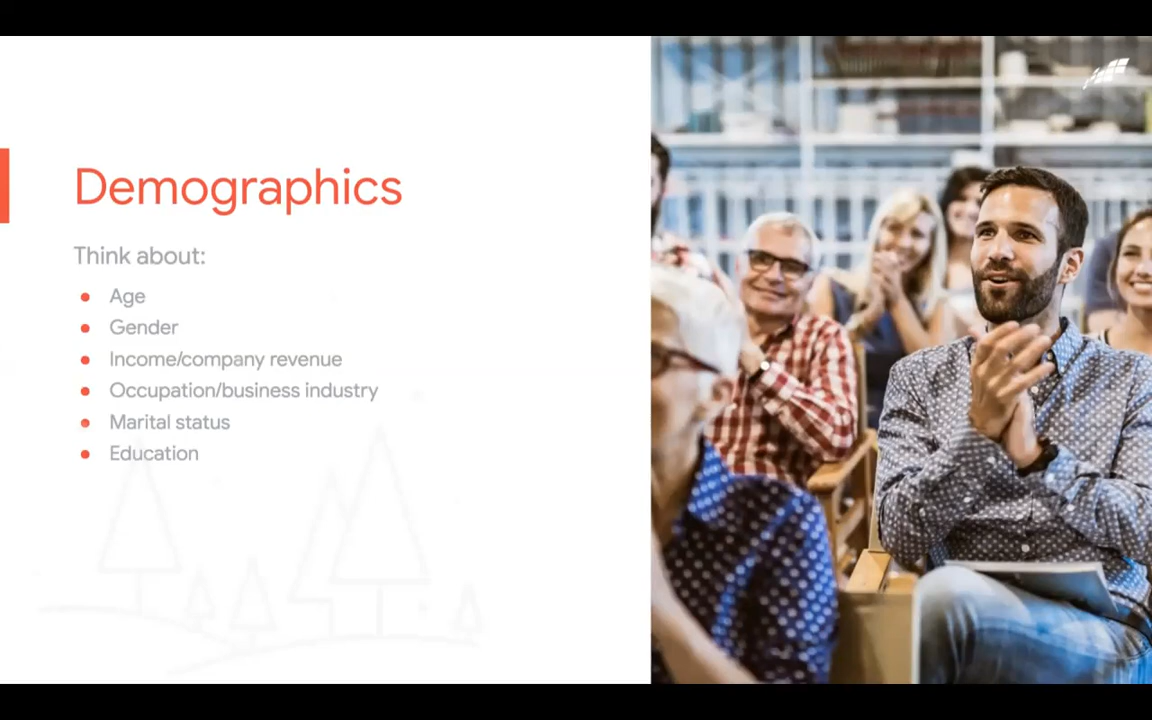 Demographics
Think about:
Age
Gender
Income/company revenue
Occupation/business industry
Marital status
Education